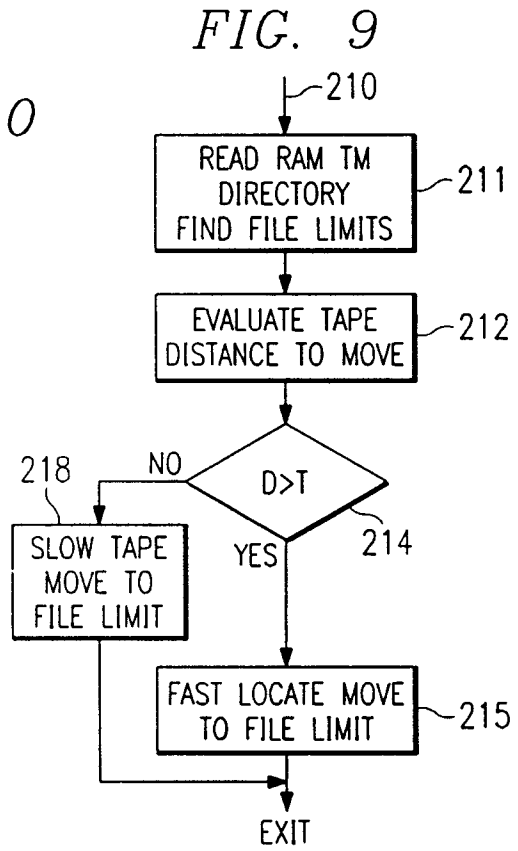 FIG. 9
0
210
READ RAM TM
DIRECTORY
FIND FILE LIMITS
211
EVALUATE TAPE
DISTANCE TO MOVE
212
D>T
214
NO
YES
218
SLOW TAPE
MOVE TO
FILE LIMIT
FAST LOCATE MOVE
TO FILE LIMIT
215
EXIT